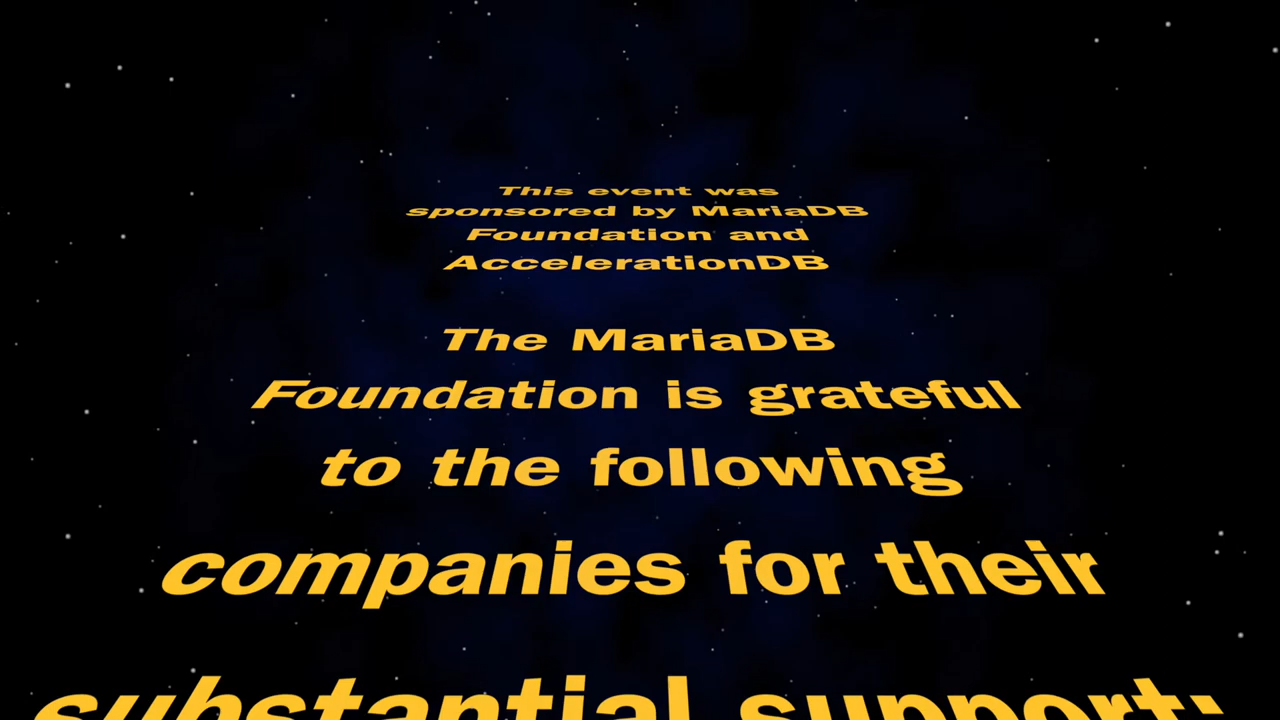 This event was
sponsored by MariaDB
Foundation and
AccelerationDB
The MariaDB
Foundation is grateful
to the following
companies for their
substantial support: